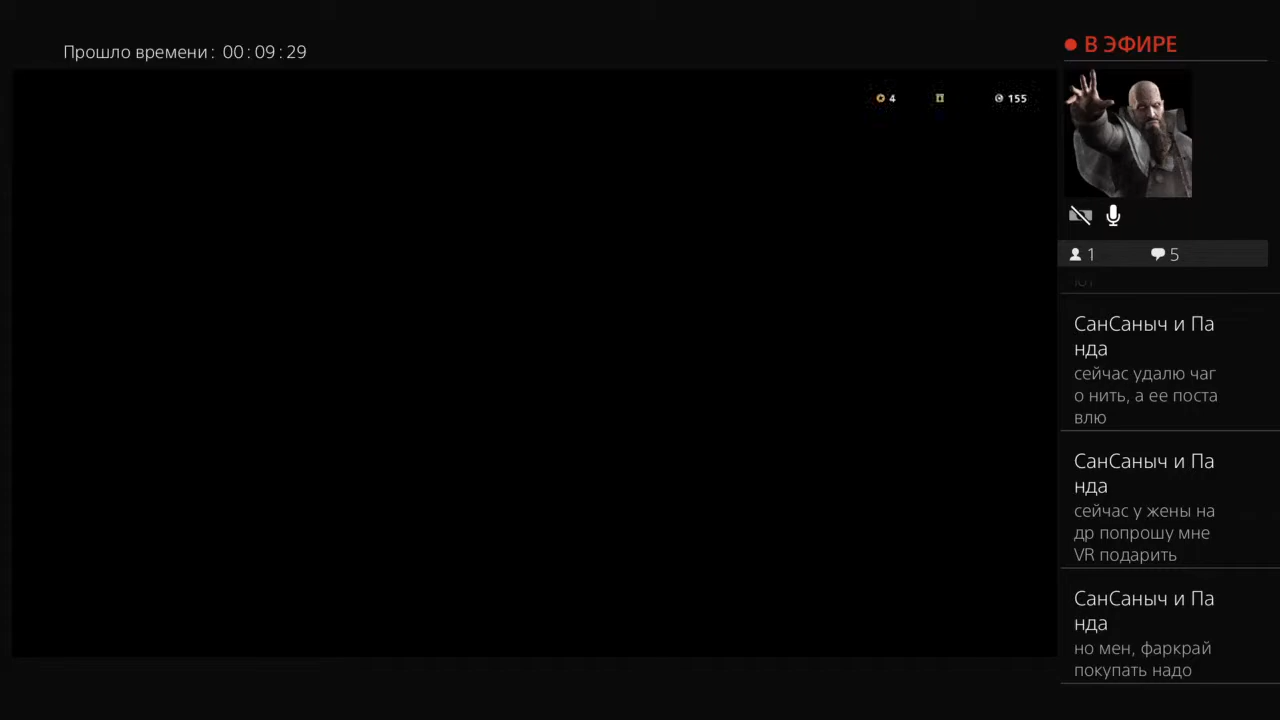 Прошло времени: 00:09:29
В ЭФИРЕ
4
155
1
5
СанСаныч и Па
нда
сейчас удалю чаг
о нить, а ее поста
влю
СанСаныч и Па
нда
сейчас у жены на
др попрошу мне
VR подарить
СанСаныч и Па
нда
но мен, фаркрай
покупать надо